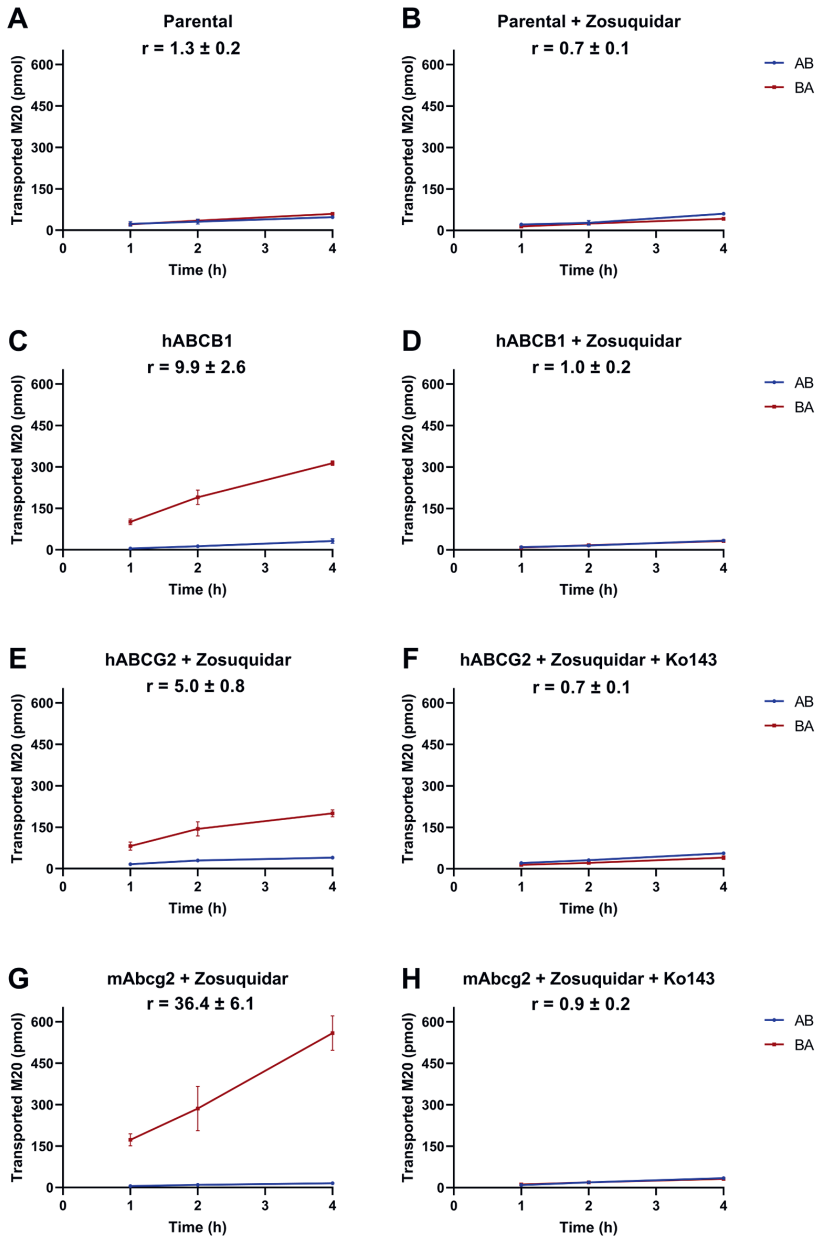 A
Parental
r = 1.3 ± 0.2
Transported M20 (pmol)
600
450
300
150
0
0 1 2 3 4
Time (h)
B
Parental + Zosuquidar
r = 0.7 ± 0.1
Transported M20 (pmol)
600
450
300
150
0
0 1 2 3 4
Time (h)
AB
BA
C
hABCB1
r = 9.9 ± 2.6
Transported M20 (pmol)
600
450
300
150
0
0 1 2 3 4
Time (h)
D
hABCB1 + Zosuquidar
r = 1.0 ± 0.2
Transported M20 (pmol)
600
450
300
150
0
0 1 2 3 4
Time (h)
AB
BA
E
hABCG2 + Zosuquidar
r = 5.0 ± 0.8
Transported M20 (pmol)
600
450
300
150
0
0 1 2 3 4
Time (h)
F
hABCG2 + Zosuquidar + Ko143
r = 0.7 ± 0.1
Transported M20 (pmol)
600
450
300
150
0
0 1 2 3 4
Time (h)
AB
BA
G
mAbcg2 + Zosuquidar
r = 36.4 ± 6.1
Transported M20 (pmol)
600
450
300
150
0
0 1 2 3 4
Time (h)
H
mAbcg2 + Zosuquidar + Ko143
r = 0.9 ± 0.2
Transported M20 (pmol)
600
450
300
150
0
0 1 2 3 4
Time (h)
AB
BA